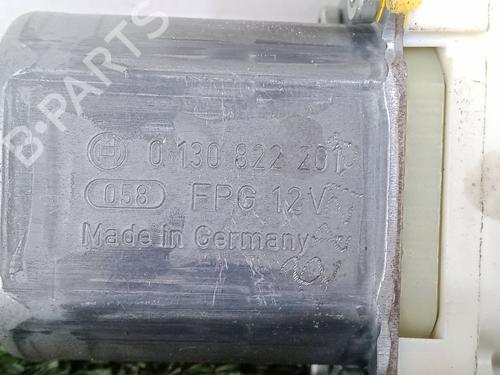 B-PARTS
0 130 822 201
058 FPG 12V
Made in Germany